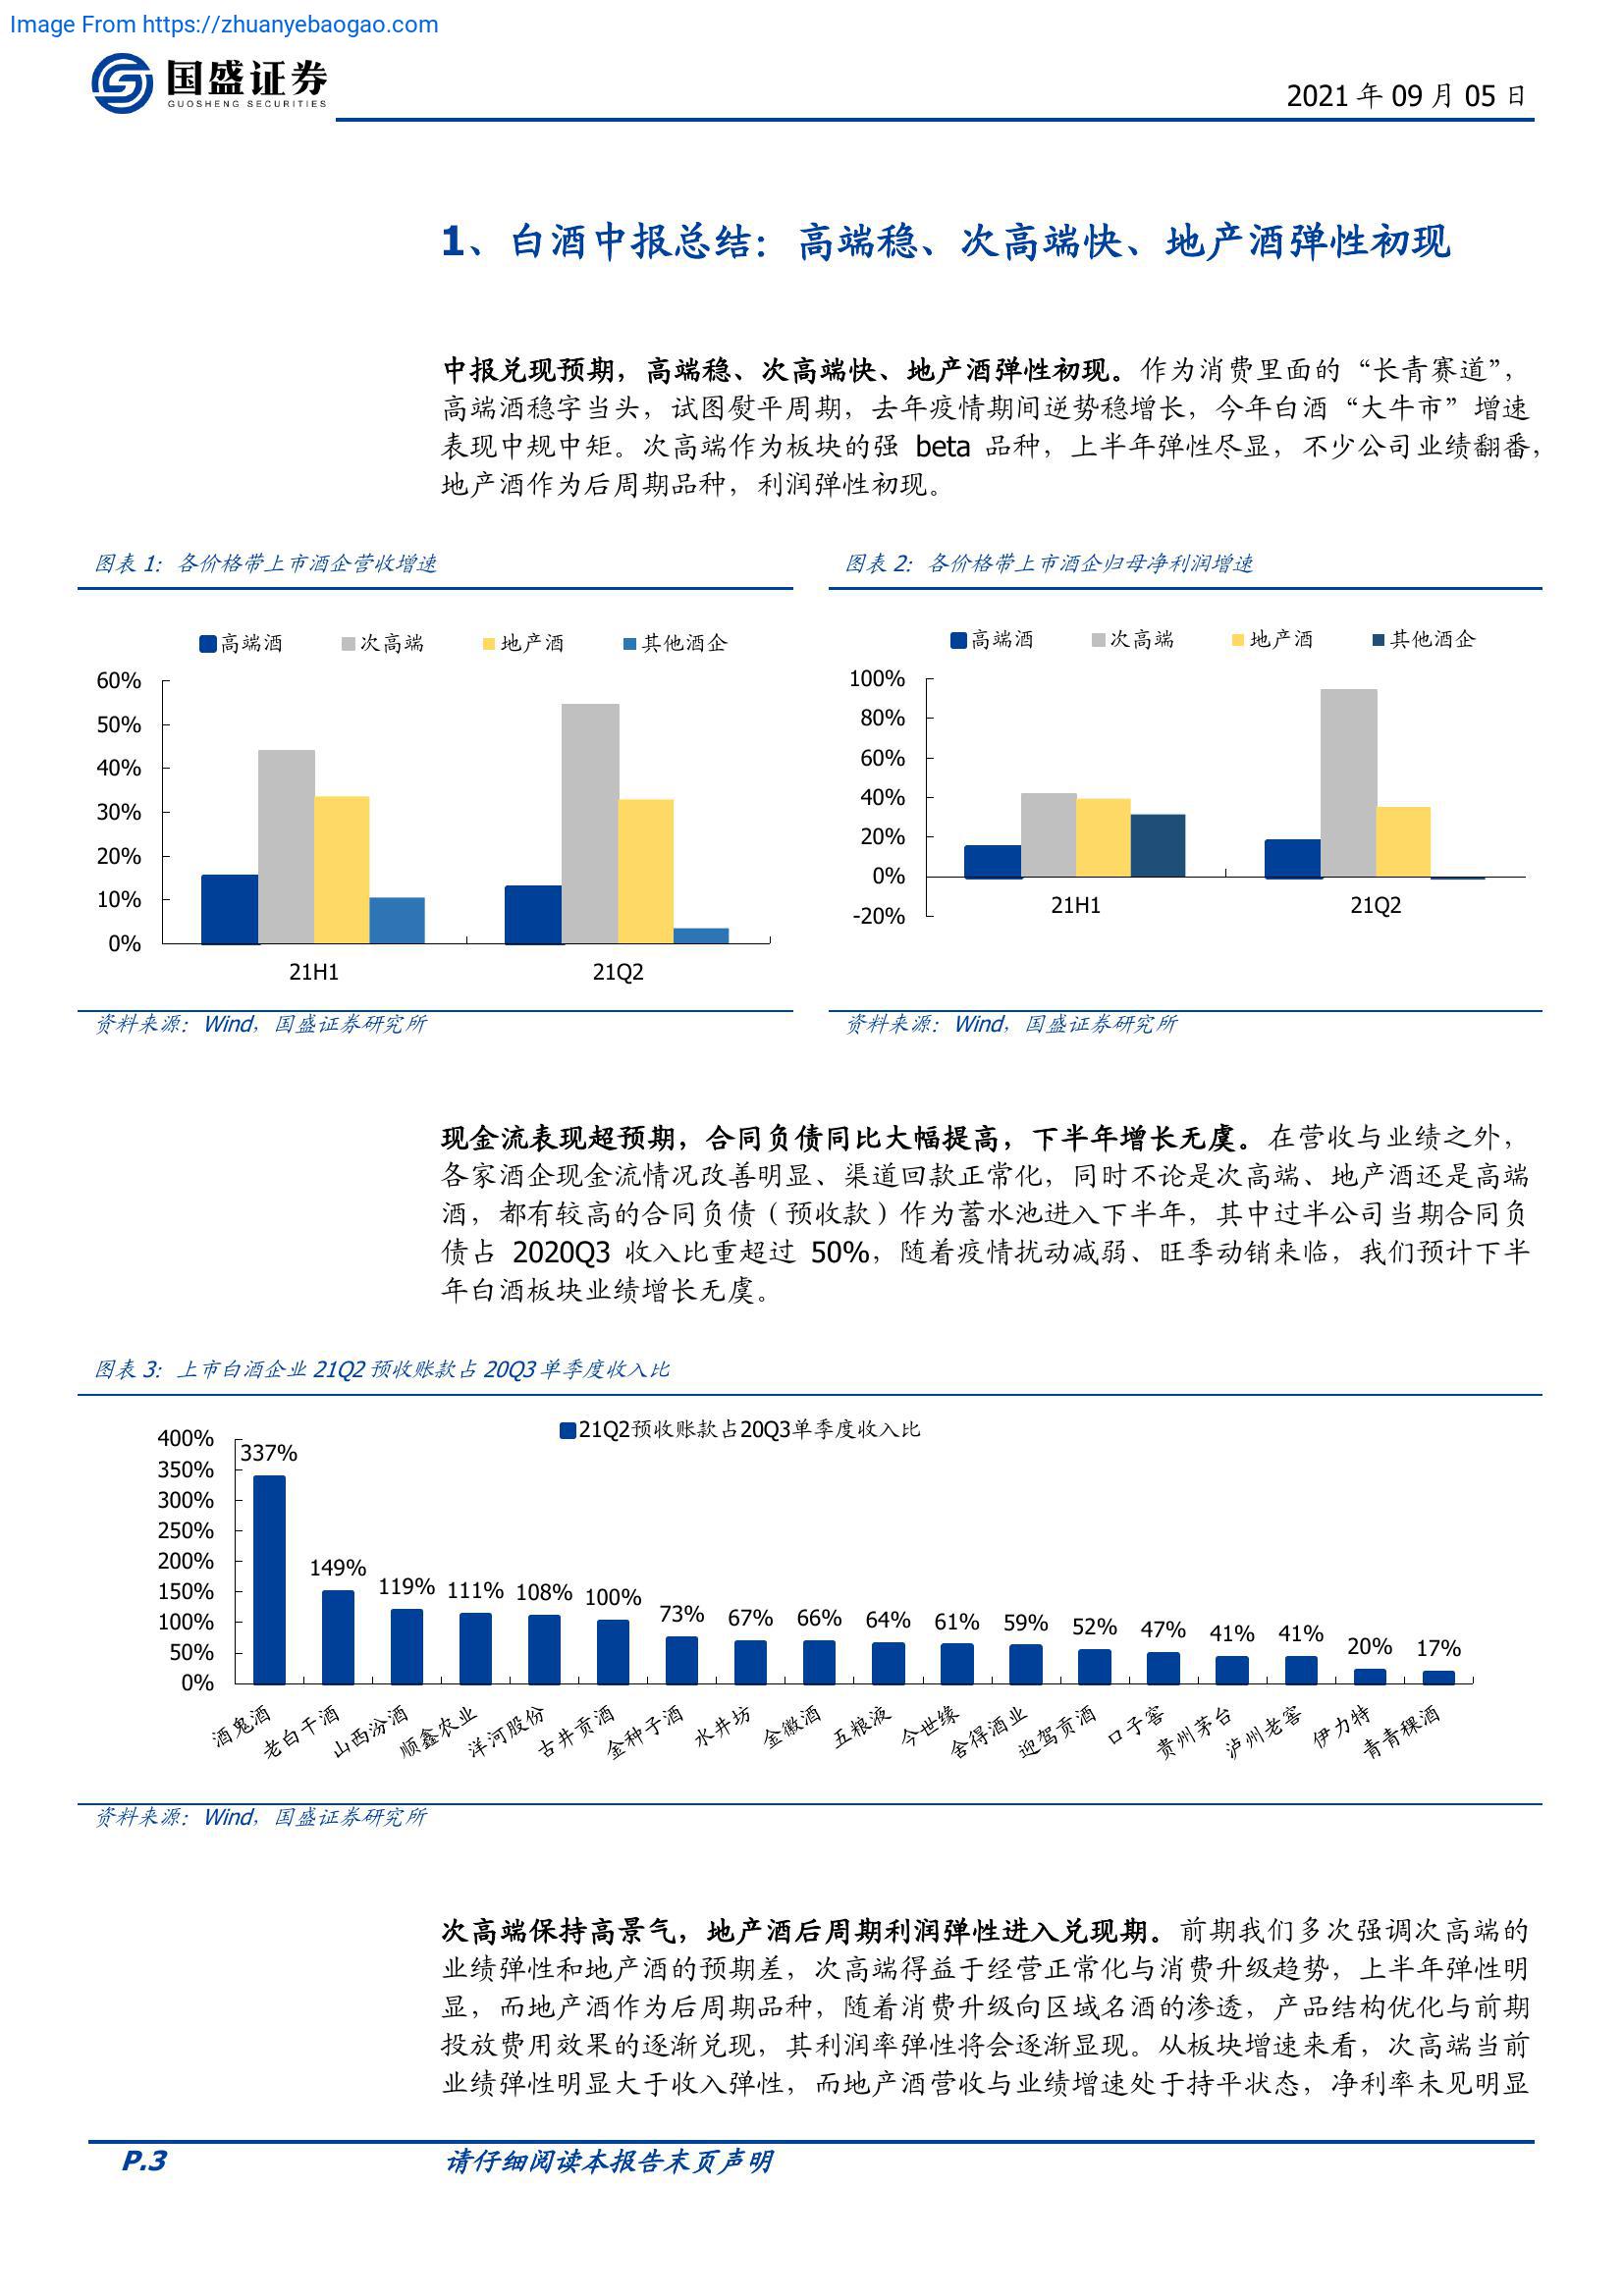 Image From https://zhuanyebaogao.com
国盛证券
GUOSHENG SECURITIES
2021 年 09 月 05 日
1、白酒中报总结：高端稳、次高端快、地产酒弹性初现
中报兑现预期，高端稳、次高端快、地产酒弹性初现。作为消费里面的“长青赛道”，
高端酒稳字当头，试图熨平周期，去年疫情期间逆势稳增长，今年白酒“大牛市”增速
表现中规中矩。次高端作为板块的强 beta 品种，上半年弹性尽显，不少公司业绩翻番，
地产酒作为后周期品种，利润弹性初现。
图表 1：各价格带上市酒企营收增速
高端酒 次高端 地产酒 其他酒企
60%
50%
40%
30%
20%
10%
0%
21H1 21Q2
资料来源：Wind，国盛证券研究所
图表 2：各价格带上市酒企归母净利润增速
高端酒 次高端 地产酒 其他酒企
100%
80%
60%
40%
20%
0%
-20%
21H1 21Q2
资料来源：Wind，国盛证券研究所
现金流表现超预期，合同负债同比大幅提高，下半年增长无虞。在营收与业绩之外，
各家酒企现金流情况改善明显、渠道回款正常化，同时不论是次高端、地产酒还是高端
酒，都有较高的合同负债（预收款）作为蓄水池进入下半年，其中过半公司当期合同负
债占 2020Q3 收入比重超过 50%，随着疫情扰动减弱、旺季动销来临，我们预计下半
年白酒板块业绩增长无虞。
图表 3：上市白酒企业 21Q2 预收账款占 20Q3 单季度收入比
21Q2预收账款占20Q3单季度收入比
400%
350%
300%
250%
200%
150%
100%
50%
0%
337% 149% 119% 111% 108% 100% 73% 67% 66% 64% 61% 59% 52% 47% 41% 41% 20% 17%
酒鬼酒 老白干酒 山西汾酒 顺鑫农业 洋河股份 古井贡酒 金种子酒 水井坊 金徽酒 五粮液 今世缘 舍得酒业 迎驾贡酒 口子窖 贵州茅台 泸州老窖 伊力特 青青稞酒
资料来源：Wind，国盛证券研究所
次高端保持高景气，地产酒后周期利润弹性进入兑现期。前期我们多次强调次高端的
业绩弹性和地产酒的预期差，次高端得益于经营正常化与消费升级趋势，上半年弹性明
显，而地产酒作为后周期品种，随着消费升级向区域名酒的渗透，产品结构优化与前期
投放费用效果的逐渐兑现，其利润率弹性将会逐渐显现。从板块增速来看，次高端当前
业绩弹性明显大于收入弹性，而地产酒营收与业绩增速处于持平状态，净利率未见明显
P.3
请仔细阅读本报告末页声明